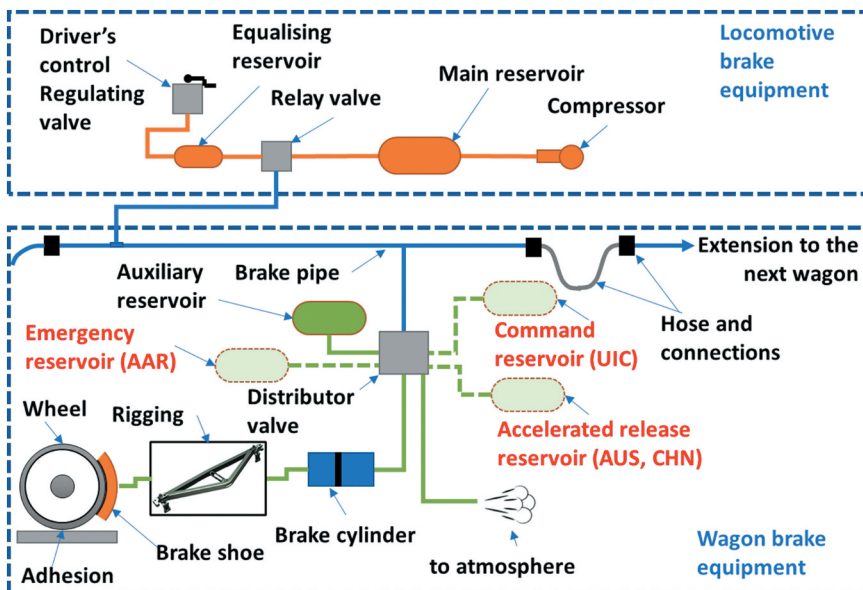 Driver's
control
Regulating
valve
Equalising
reservoir
Relay valve
Main reservoir
Compressor
Locomotive
brake
equipment
Extension to the
next wagon
Auxiliary
reservoir
Brake pipe
Hose and
connections
Emergency
reservoir (AAR)
Command
reservoir (UIC)
Distributor
valve
Accelerated release
reservoir (AUS, CHN)
Wheel
Rigging
Brake cylinder
Brake shoe
Adhesion
to atmosphere
Wagon brake
equipment